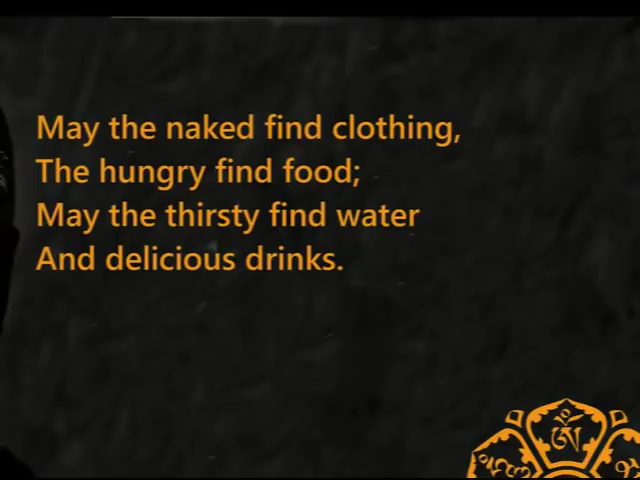 May the naked find clothing,
The hungry find food;
May the thirsty find water
And delicious drinks.